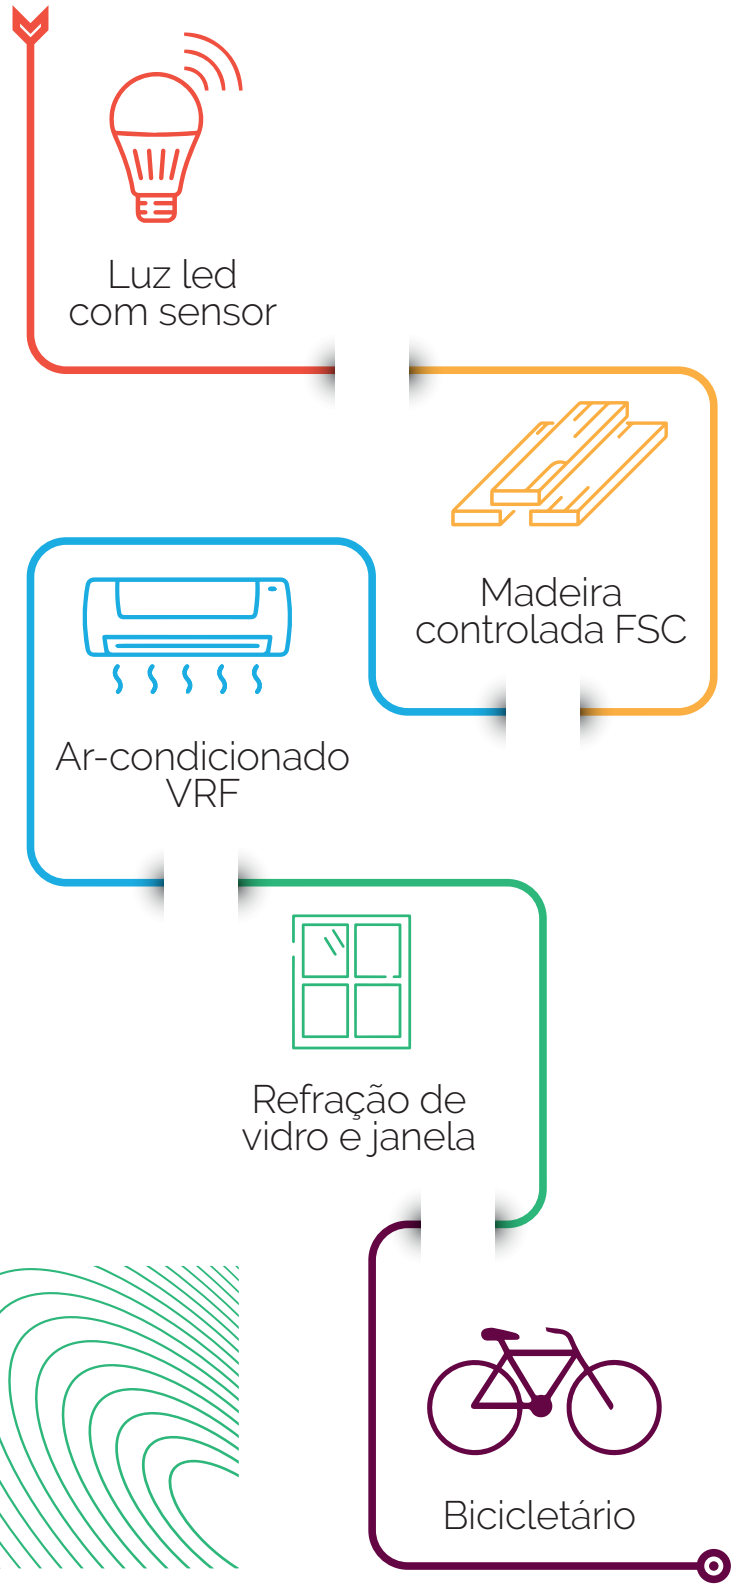 Luz led
com sensor
Madeira
controlada FSC
Ar-condicionado
VRF
Refração de
vidro e janela
Bicicletário